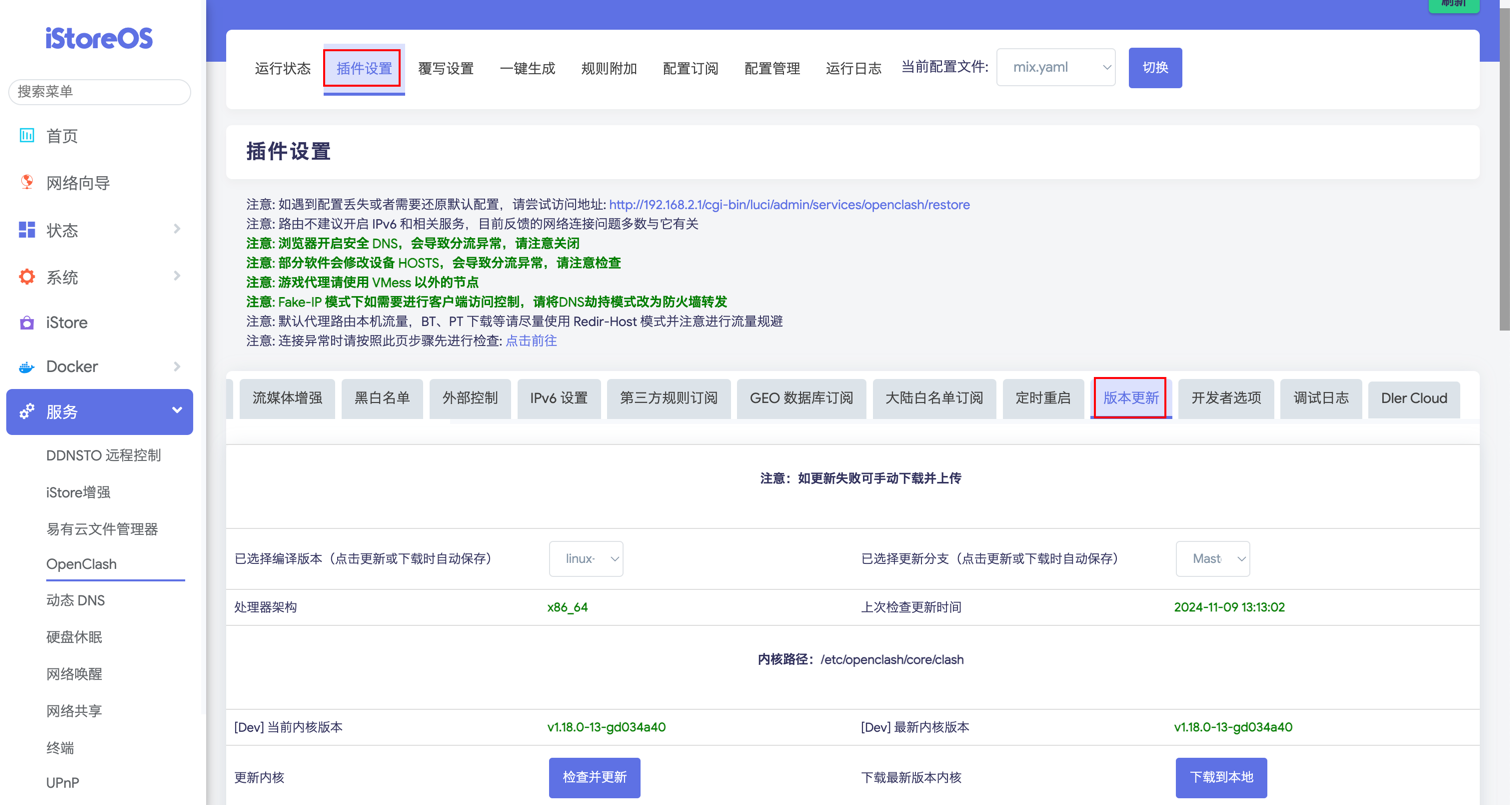 刷新
iStoreOS
搜索菜单
首页
网络向导
状态
系统
iStore
Docker
服务
DDNSTO 远程控制
iStore增强
易有云文件管理器
OpenClash
动态 DNS
硬盘休眠
网络唤醒
网络共享
终端
UPnP
运行状态 插件设置 覆写设置 一键生成 规则附加 配置订阅 配置管理 运行日志 当前配置文件: mix.yaml 切换
插件设置
注意: 如遇到配置丢失或者需要还原默认配置，请尝试访问地址: http://192.168.2.1/cgi-bin/luci/admin/services/openclash/restore
注意: 路由不建议开启 IPv6 和相关服务，目前反馈的网络连接问题多数与它有关
注意: 浏览器开启安全 DNS，会导致分流异常，请注意关闭
注意: 部分软件会修改设备 HOSTS，会导致分流异常，请注意检查
注意: 游戏代理请使用 VMess 以外的节点
注意: Fake-IP 模式下如需要进行客户端访问控制，请将DNS劫持模式改为防火墙转发
注意: 默认代理路由本机流量，BT、PT 下载等请尽量使用 Redir-Host 模式并注意进行流量规避
注意: 连接异常时请按照此页步骤先进行检查: 点击前往
流媒体增强 黑白名单 外部控制 IPv6 设置 第三方规则订阅 GEO 数据库订阅 大陆白名单订阅 定时重启 版本更新 开发者选项 调试日志 Dler Cloud
注意：如更新失败可手动下载并上传
已选择编译版本（点击更新或下载时自动保存） linux- 已选择更新分支（点击更新或下载时自动保存） Mast
处理器架构 x86_64 上次检查更新时间 2024-11-09 13:13:02
内核路径：/etc/openclash/core/clash
[Dev] 当前内核版本 v1.18.0-13-gd034a40 [Dev] 最新内核版本 v1.18.0-13-gd034a40
更新内核 检查并更新 下载最新版本内核 下载到本地